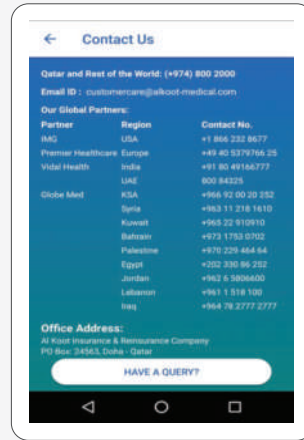 Contact Us
Qatar and Rest of the World: (+974) 800 2000
Email ID : customercare@alkoot-medical.com
Our Global Partners:
Partner Region Contact No.
IMG USA +1 866 232 8677
Premier Healthcare Europe +49 40 5379766 25
Vidal Health India +91 80 49166777
UAE 800 84325
Globe Med KSA +966 92 00 20 252
Syria +963 11 218 1610
Kuwait +965 22 910910
Bahrain +973 1753 0702
Palestine +970 229 464 64
Egypt +202 330 86 252
Jordan +962 6 5806600
Lebanon +961 1 518 100
Iraq +964 78 2777 2777
Office Address:
Al Koot Insurance & Reinsurance Company
PO Box: 24563, Doha - Qatar
HAVE A QUERY?